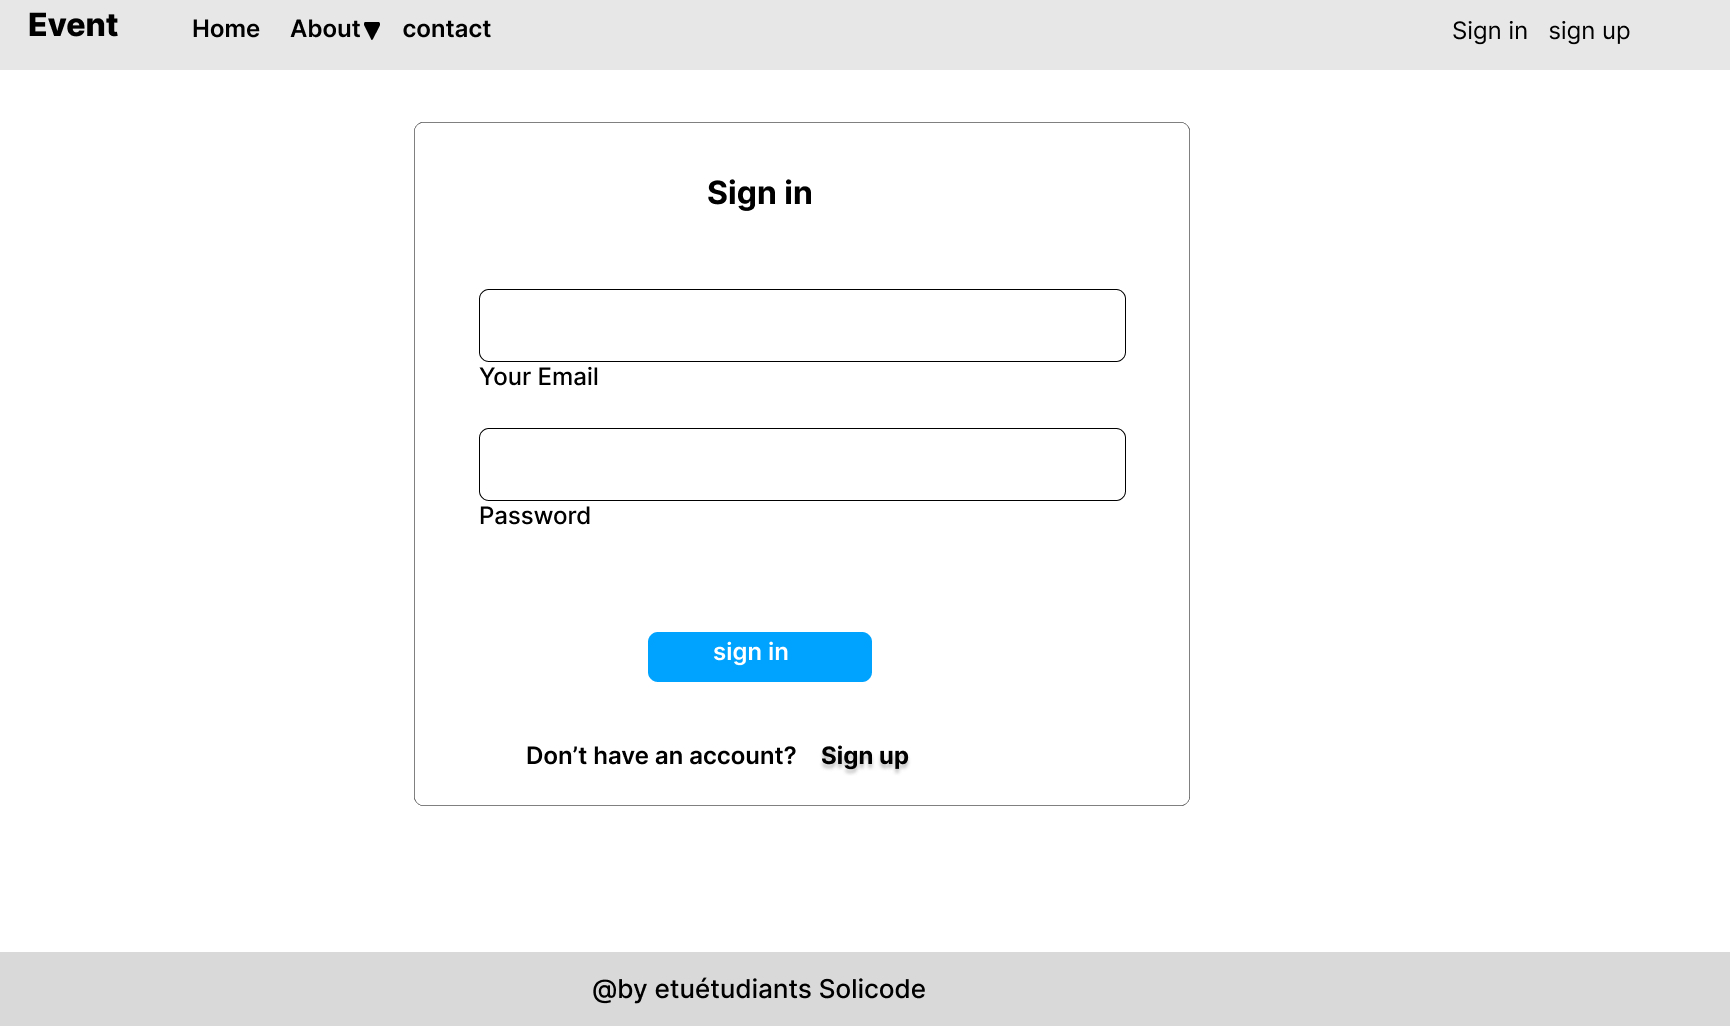 Event Home About contact Sign in sign up
Sign in
Your Email
Password
sign in
Don’t have an account? Sign up
@by etuétudiants Solicode